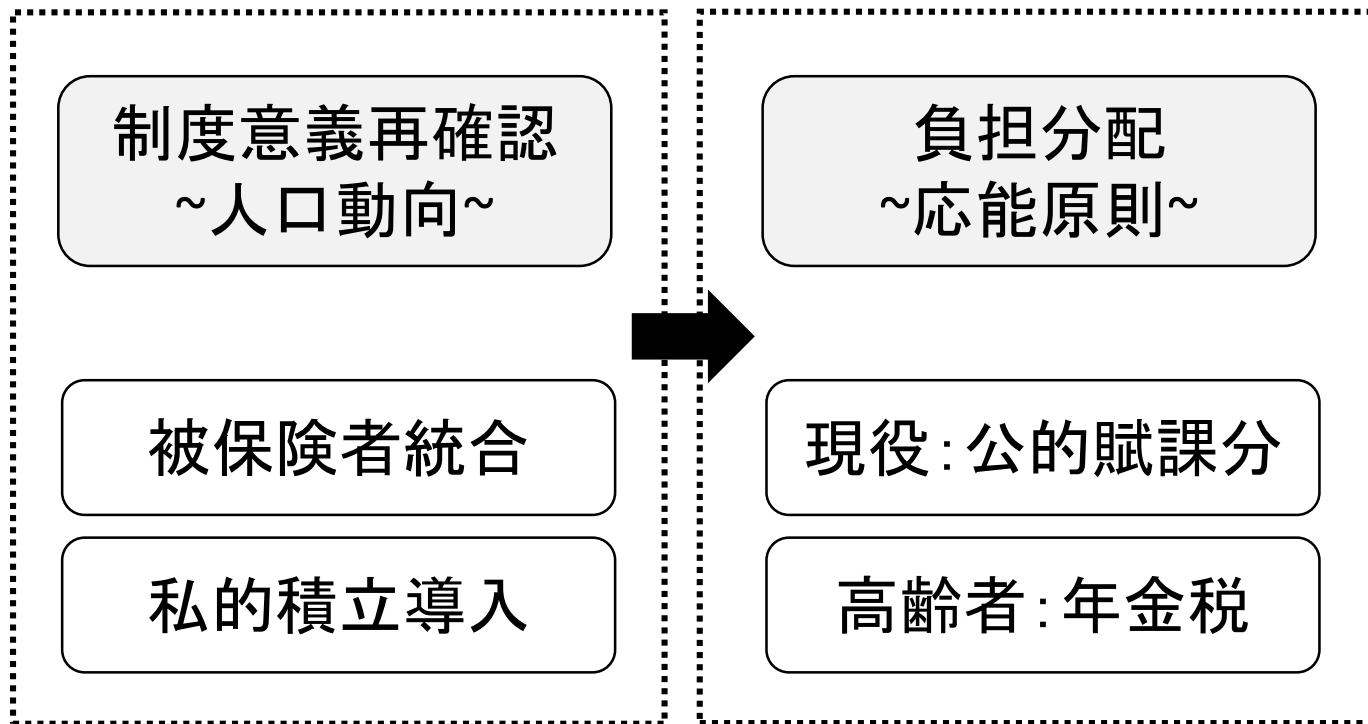 制度意義再確認
~人口動向~
被保険者統合
私的積立導入
負担分配
~応能原則~
現役:公的賦課分
高齢者:年金税